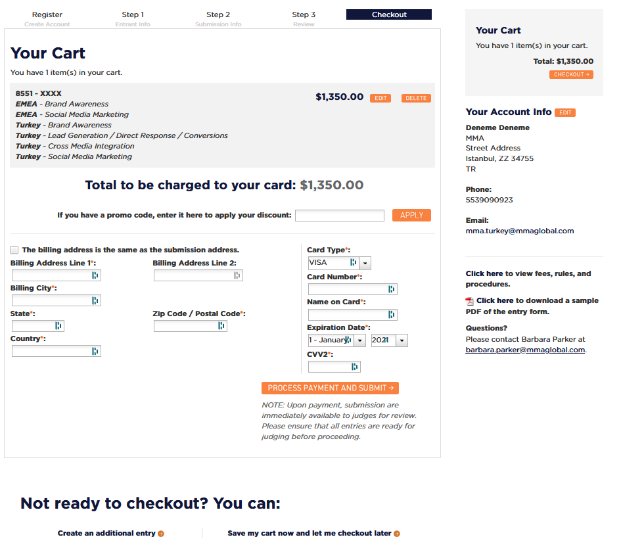 Register
Create Account
Step 1
Entrant Info
Step 2
Submission Info
Step 3
Review
Checkout
Your Cart
You have 1 item(s) in your cart.
8551 - XXXX
EMEA - Brand Awareness
EMEA - Social Media Marketing
Turkey - Brand Awareness
Turkey - Lead Generation / Direct Response / Conversions
Turkey - Cross Media Integration
Turkey - Social Media Marketing
$1,350.00 EDIT DELETE
Total to be charged to your card: $1,350.00
If you have a promo code, enter it here to apply your discount: APPLY
The billing address is the same as the submission address.
Billing Address Line 1*: Billing Address Line 2:
Billing City*:
State*: Zip Code / Postal Code*:
Country*:
Card Type*:
VISA
Card Number*:
Name on Card*:
Expiration Date*:
1 - January 2021
CVV2*:
PROCESS PAYMENT AND SUBMIT →
NOTE: Upon payment, submission are
immediately available to judges for review.
Please ensure that all entries are ready for
judging before proceeding.
Not ready to checkout? You can:
Create an additional entry
Save my cart now and let me checkout later
Your Cart
You have 1 item(s) in your cart.
Total: $1,350.00
CHECKOUT →
Your Account Info EDIT
Deneme Deneme
MMA
Street Address
Istanbul, ZZ 34755
TR
Phone:
5539090923
Email:
mma.turkey@mmaglobal.com
Click here to view fees, rules, and
procedures.
Click here to download a sample
PDF of the entry form.
Questions?
Please contact Barbara Parker at
barbara.parker@mmaglobal.com.